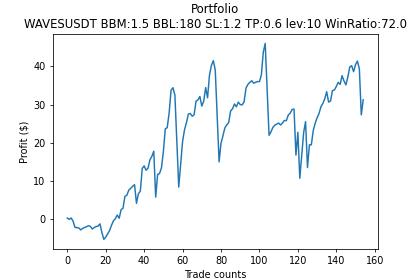 Portfolio
WAVESUSDT BBM:1.5 BBL:180 SL:1.2 TP:0.6 lev:10 WinRatio:72.0
Profit ($)
40
30
20
10
0
0 20 40 60 80 100 120 140 160
Trade counts